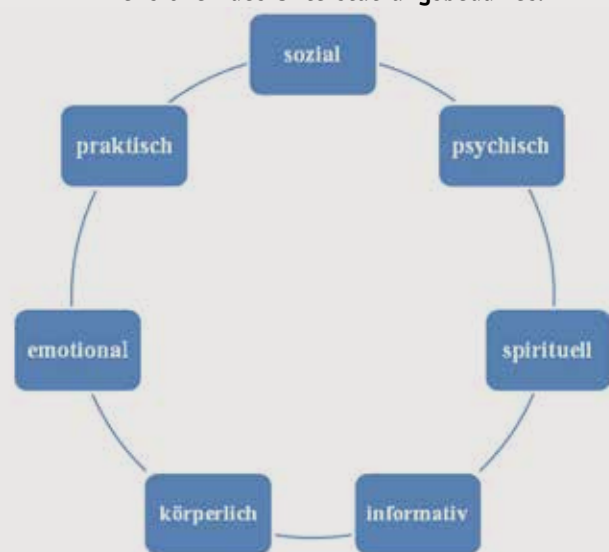 sozial
psychisch
spirituell
informativ
körperlich
emotional
praktisch